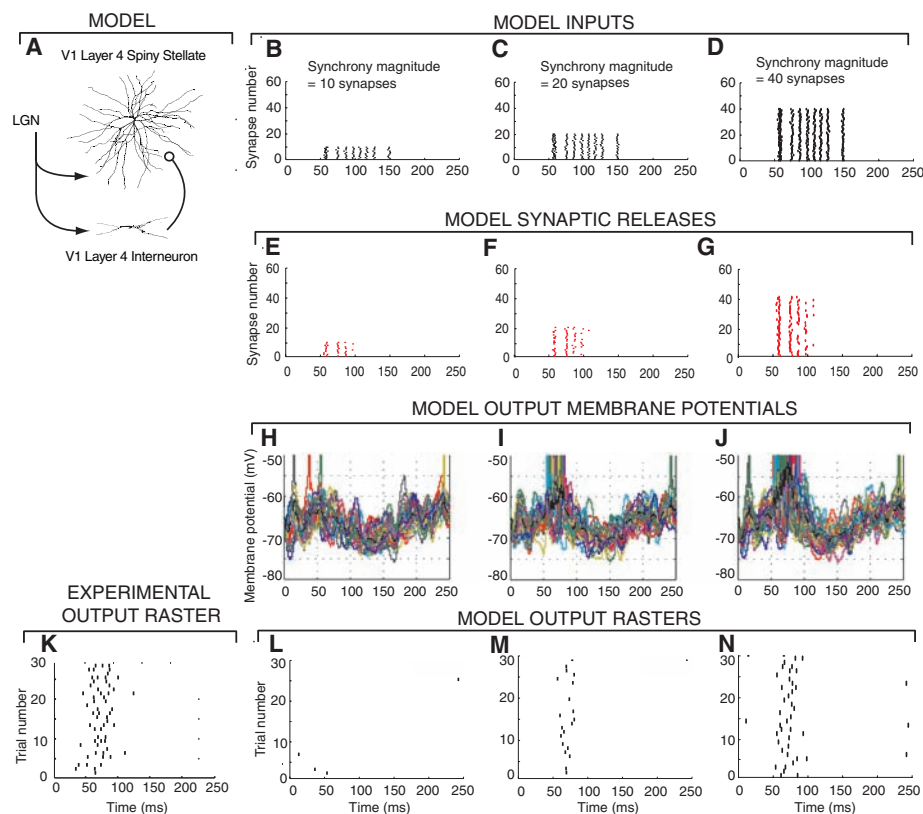 MODEL
MODEL INPUTS
A
V1 Layer 4 Spiny Stellate
LGN
V1 Layer 4 Interneuron
B
Synchrony magnitude
= 10 synapses
Synapse number
60
40
20
0
0 50 100 150 200 250
C
Synchrony magnitude
= 20 synapses
60
40
20
0
0 50 100 150 200 250
D
Synchrony magnitude
= 40 synapses
60
40
20
0
0 50 100 150 200 250
MODEL SYNAPTIC RELEASES
E
Synapse number
60
40
20
0
0 50 100 150 200 250
F
60
40
20
0
0 50 100 150 200 250
G
60
40
20
0
0 50 100 150 200 250
MODEL OUTPUT MEMBRANE POTENTIALS
H
Membrane potential (mV)
-50
-60
-70
-80
0 50 100 150 200 250
I
-50
-60
-70
-80
0 50 100 150 200 250
J
-50
-60
-70
-80
0 50 100 150 200 250
EXPERIMENTAL
OUTPUT RASTER
MODEL OUTPUT RASTERS
K
Trial number
30
20
10
0
0 50 100 150 200 250
Time (ms)
L
Trial number
30
20
10
0
0 50 100 150 200 250
Time (ms)
M
30
20
10
0
0 50 100 150 200 250
Time (ms)
N
30
20
10
0
0 50 100 150 200 250
Time (ms)